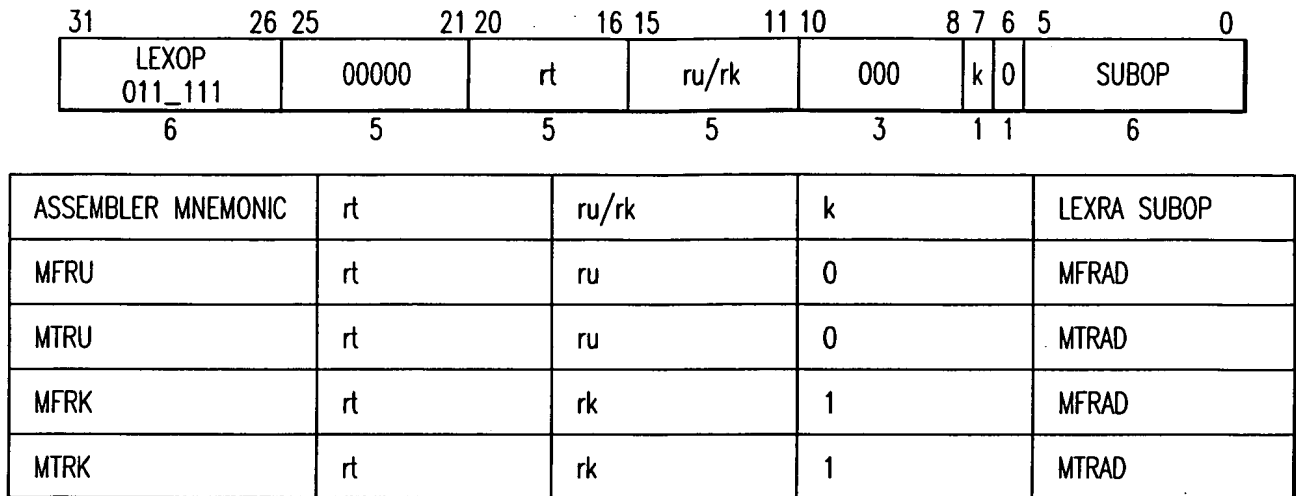 31 26 25 21 20 16 15 11 10 8 7 6 5 0
LEXOP 011_111 00000 rt ru/rk 000 k 0 SUBOP
6 5 5 5 3 1 1 6
ASSEMBLER MNEMONIC rt ru/rk k LEXRA SUBOP
MFRU rt ru 0 MFRAD
MTRU rt ru 0 MTRAD
MFRK rt rk 1 MFRAD
MTRK rt rk 1 MTRAD